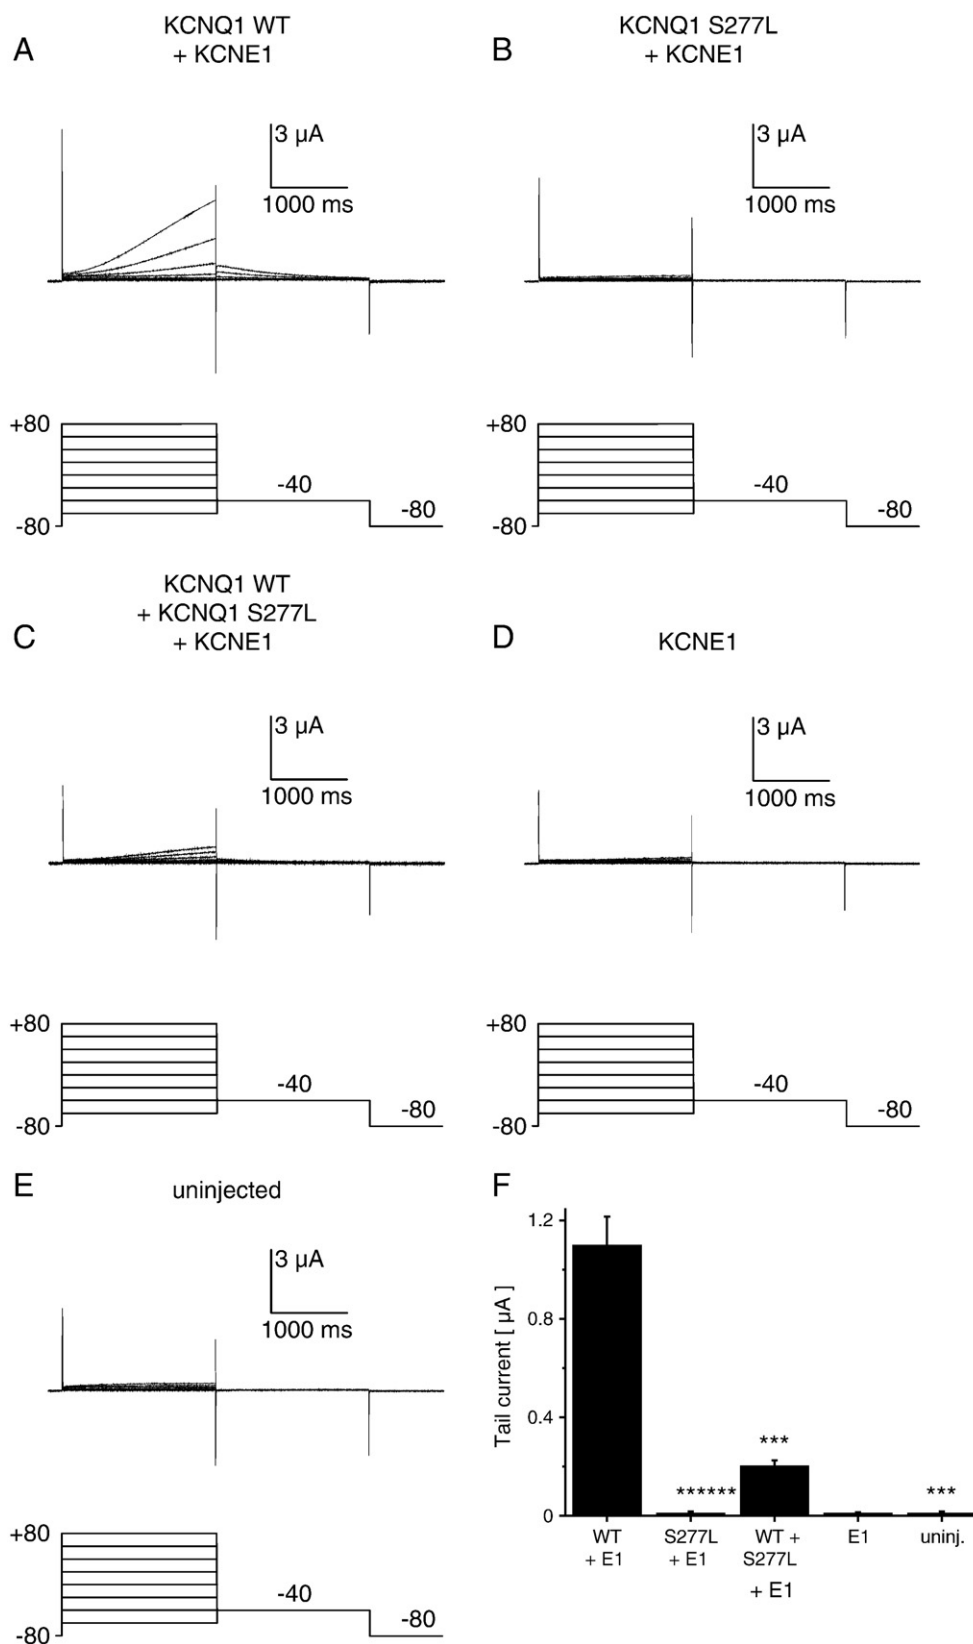 A
KCNQ1 WT
+ KCNE1
3 µA
1000 ms
+80
-40
-80
-80
B
KCNQ1 S277L
+ KCNE1
3 µA
1000 ms
+80
-40
-80
-80
C
KCNQ1 WT
+ KCNQ1 S277L
+ KCNE1
3 µA
1000 ms
+80
-40
-80
-80
D
KCNE1
3 µA
1000 ms
+80
-40
-80
-80
E
uninjected
3 µA
1000 ms
+80
-40
-80
-80
F
Tail current [ µA ]
1.2
0.8
0.4
0
******
***
***
WT
+ E1
S277L
+ E1
WT +
S277L
+ E1
E1
uninj.